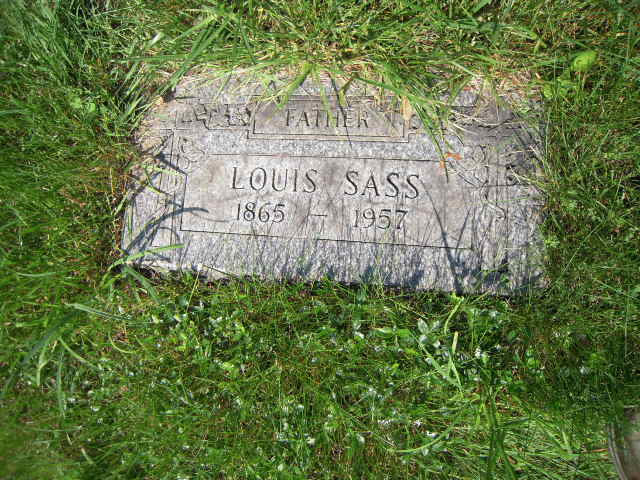 FATHER
LOUIS SASS
1865 — 1957